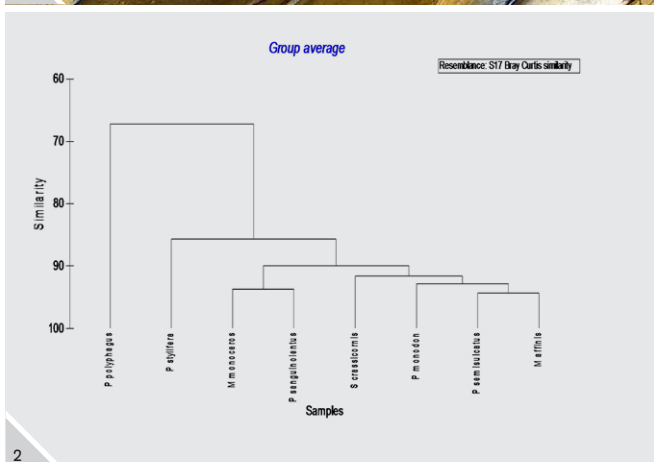 Group average
Resemblance: S17 Bray Curtis similarity
60
70
80
90
100
Similarity
P polyphagus
P stylifera
M monoceros
P sanguinolentus
S crassicornis
P monodon
P semisulcatus
M affinis
Samples
2